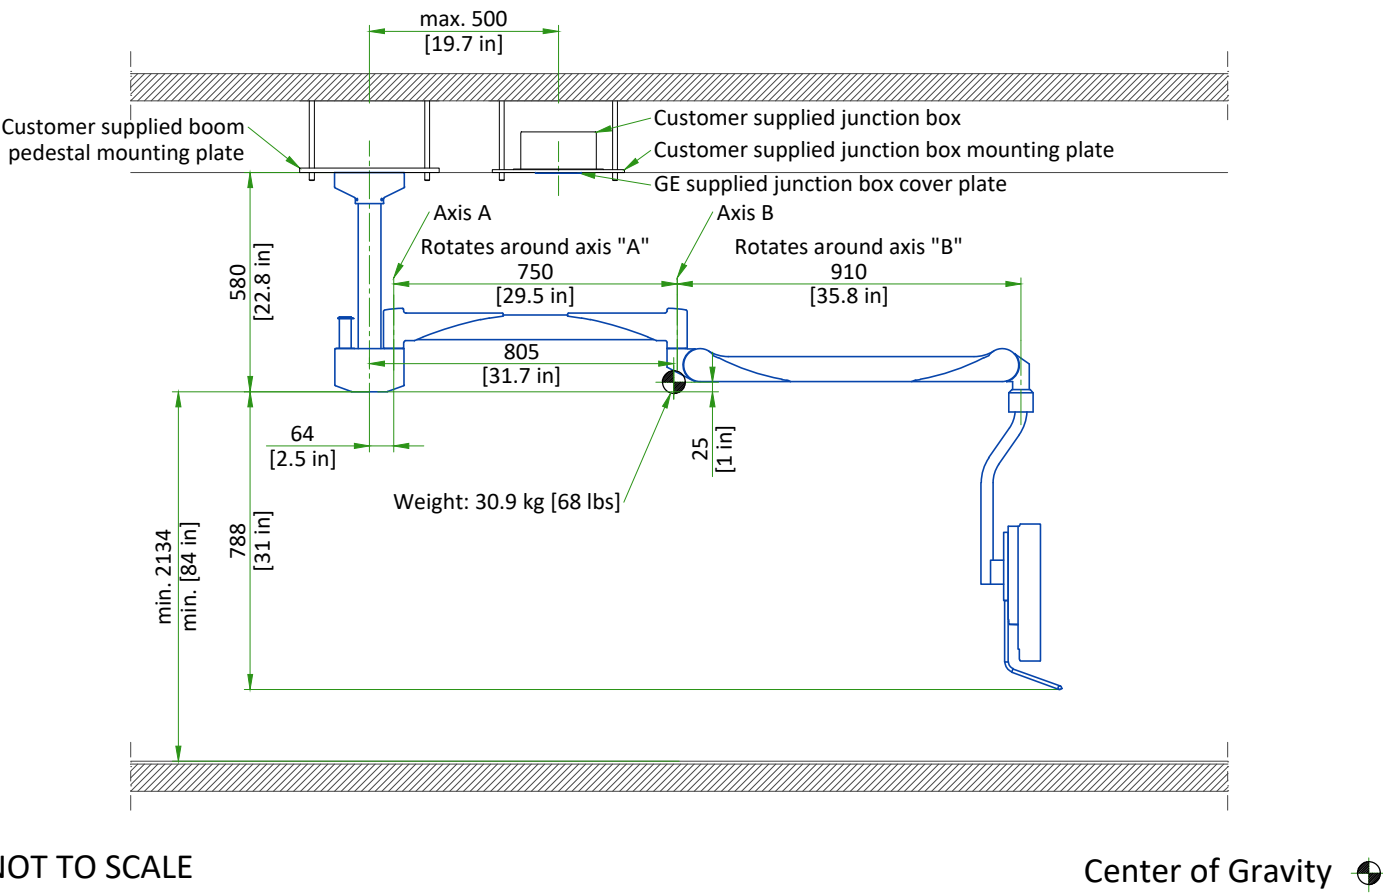 max. 500
[19.7 in]
Customer supplied boom
pedestal mounting plate
Customer supplied junction box
Customer supplied junction box mounting plate
GE supplied junction box cover plate
Axis A
Axis B
Rotates around axis "A"
Rotates around axis "B"
750
[29.5 in]
910
[35.8 in]
580
[22.8 in]
805
[31.7 in]
64
[2.5 in]
25
[1 in]
Weight: 30.9 kg [68 lbs]
min. 2134
min. [84 in]
788
[31 in]
NOT TO SCALE
Center of Gravity